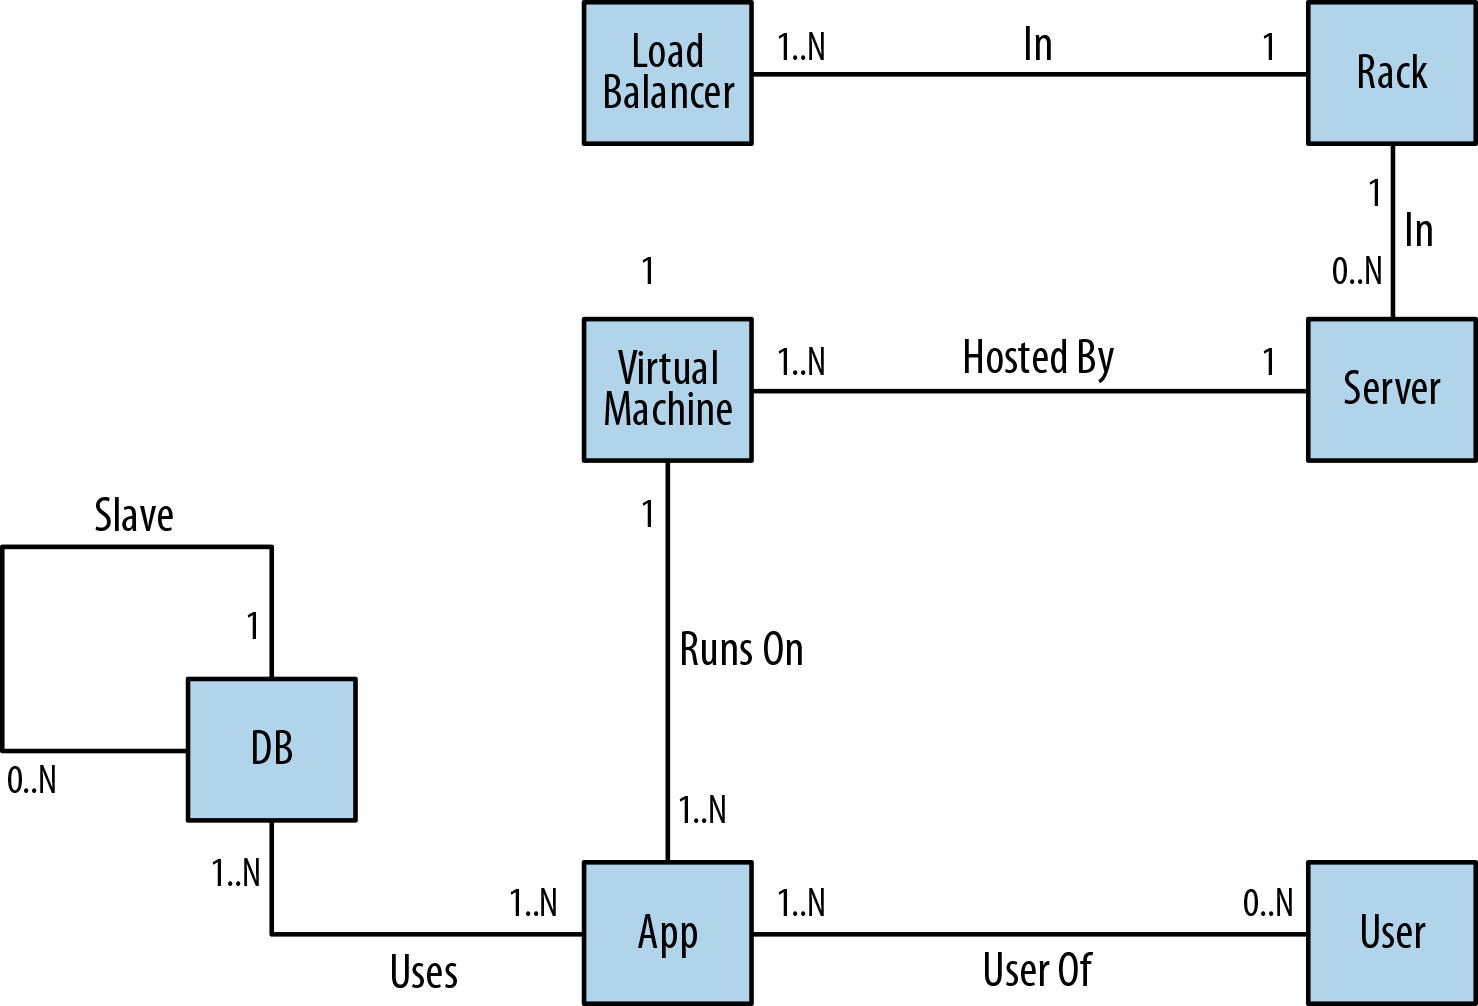 Load
Balancer
1..N
In
1
Rack
1
In
0..N
1
Virtual
Machine
1..N
Hosted By
1
Server
1
Slave
1
Runs On
DB
0..N
1..N
1..N
1..N
App
1..N
0..N
User
Uses
User Of